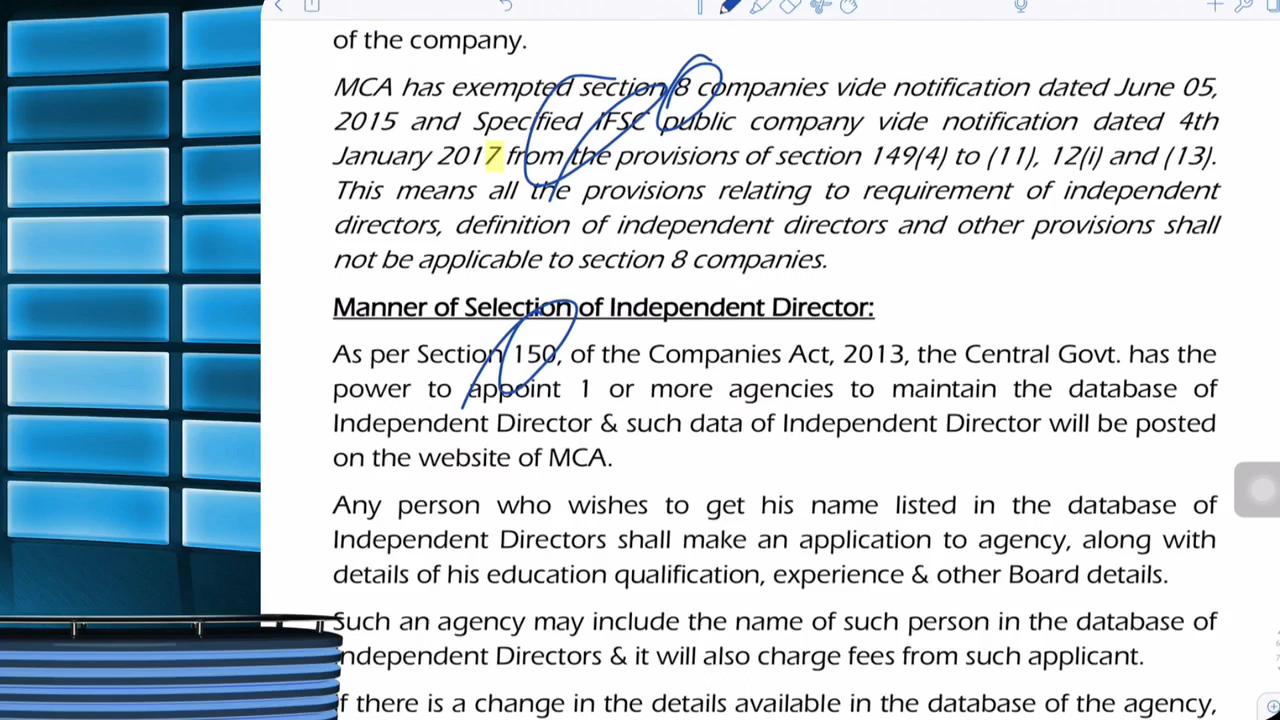 of the company.
MCA has exempted section 8 companies vide notification dated June 05,
2015 and Specified IFSC public company vide notification dated 4th
January 2017 from the provisions of section 149(4) to (11), 12(i) and (13).
This means all the provisions relating to requirement of independent
directors, definition of independent directors and other provisions shall
not be applicable to section 8 companies.
Manner of Selection of Independent Director:
As per Section 150, of the Companies Act, 2013, the Central Govt. has the
power to appoint 1 or more agencies to maintain the database of
Independent Director & such data of Independent Director will be posted
on the website of MCA.
Any person who wishes to get his name listed in the database of
Independent Directors shall make an application to agency, along with
details of his education qualification, experience & other Board details.
Such an agency may include the name of such person in the database of
Independent Directors & it will also charge fees from such applicant.
If there is a change in the details available in the database of the agency,